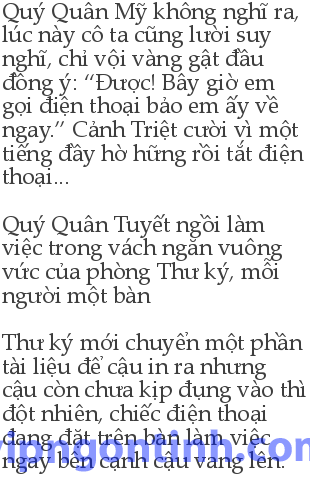 Quý Quân Mỹ không nghĩ ra,
lúc này cô ta cũng lười suy
nghĩ, chỉ vội vàng gật đầu
đồng ý: “Được! Bây giờ em
gọi điện thoại bảo em ấy về
ngay.” Cảnh Triệt cười vì một
tiếng đầy hờ hững rồi tắt điện
thoại...
Quý Quân Tuyết ngồi làm
việc trong vách ngăn vuông
vức của phòng Thư ký, mỗi
người một bàn
Thư ký mới chuyển một phần
tài liệu để cậu in ra nhưng
cậu còn chưa kịp đụng vào thì
đột nhiên, chiếc điện thoại
đang đặt trên bàn làm việc
ngay bên cạnh cậu vang lên.
vipngontinh.com